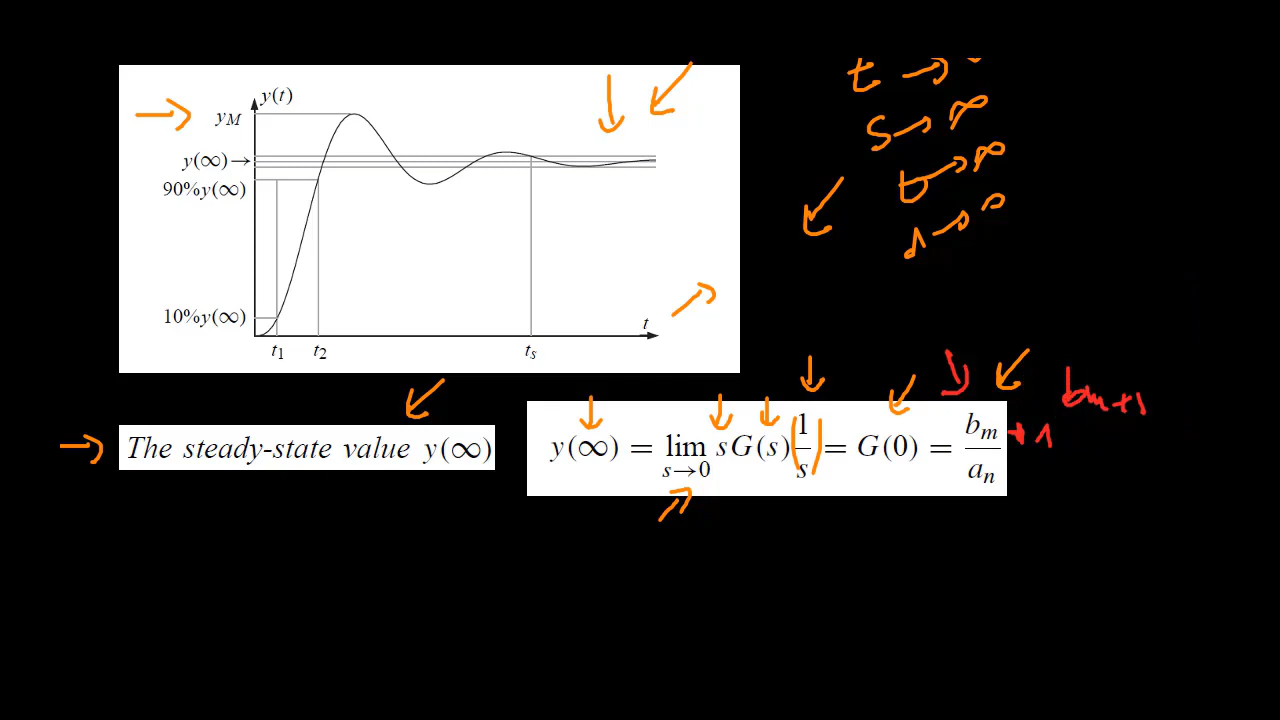 y(t)
y_M
y(∞) →
90%y(∞)
10%y(∞)
t
t_1 t_2 t_s
t →
s → ∞
t → ∞
s → 0
The steady-state value y(∞)
y(∞) = lim_{s→0} sG(s) (1/s) = G(0) = b_m/a_n
+1
b_m+1